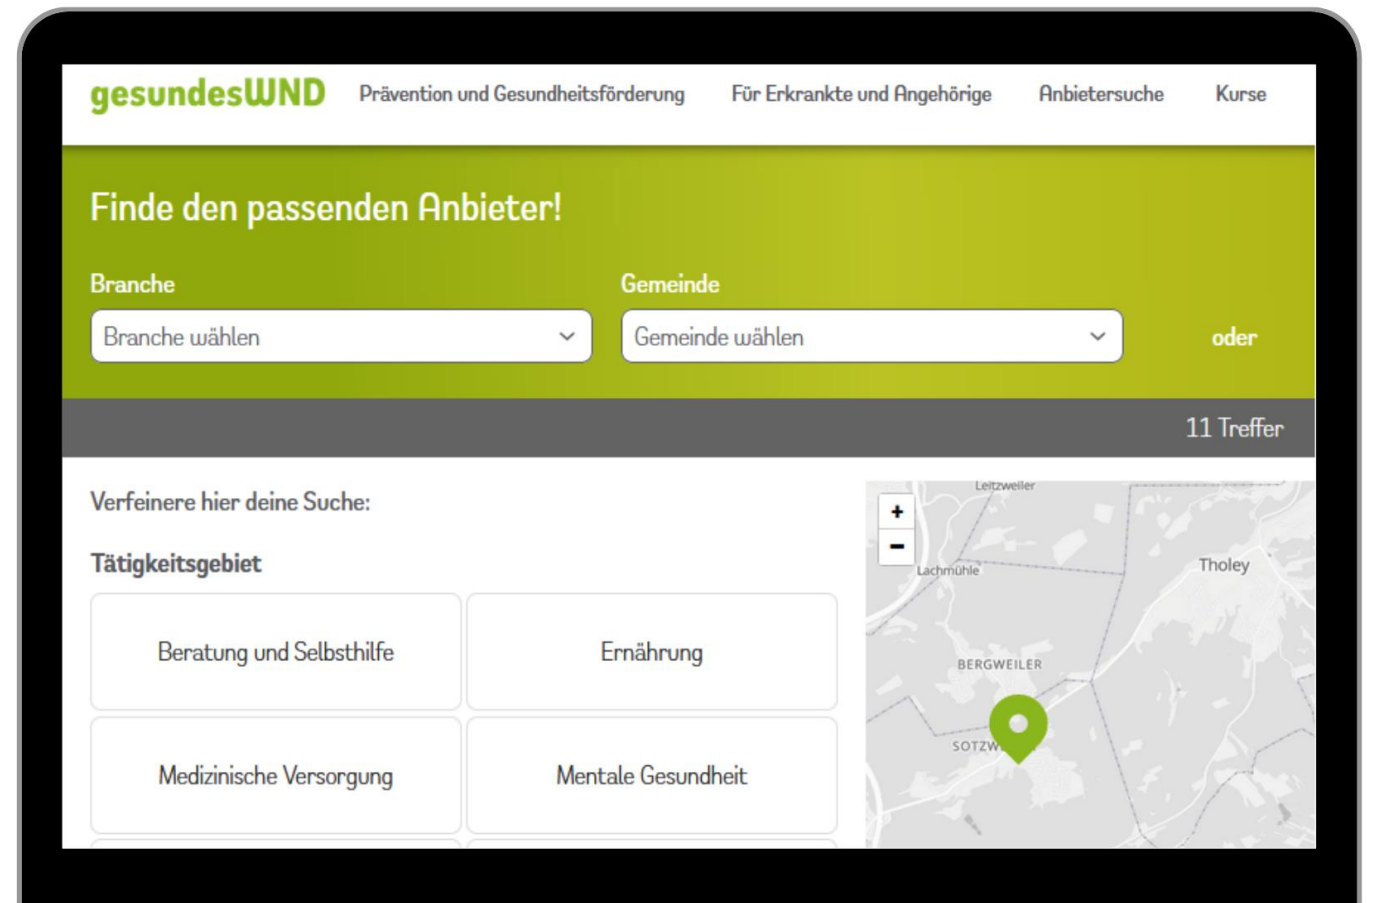 gesundesWND Prävention und Gesundheitsförderung Für Erkrankte und Angehörige Anbietersuche Kurse
Finde den passenden Anbieter!
Branche Gemeinde
Branche wählen Gemeinde wählen oder
11 Treffer
Verfeinere hier deine Suche:
Tätigkeitsgebiet
Beratung und Selbsthilfe Ernährung
Medizinische Versorgung Mentale Gesundheit
Leitzweiler
+
−
Lachmühle
Tholey
BERGWEILER